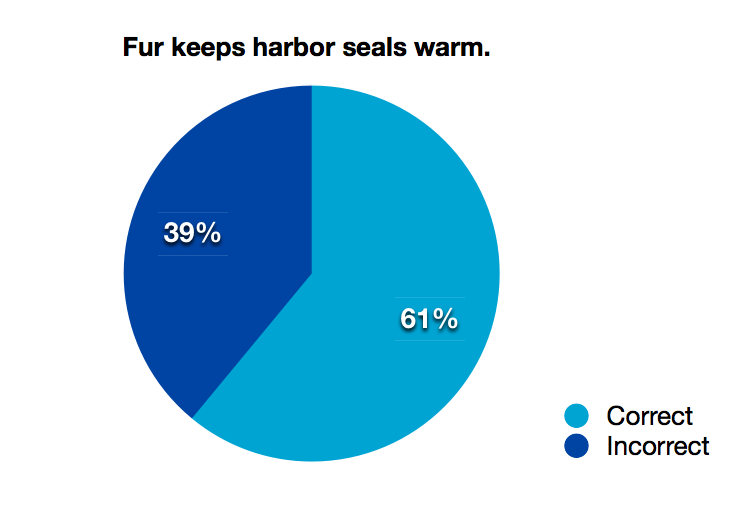 Fur keeps harbor seals warm.
39%
61%
Correct
Incorrect